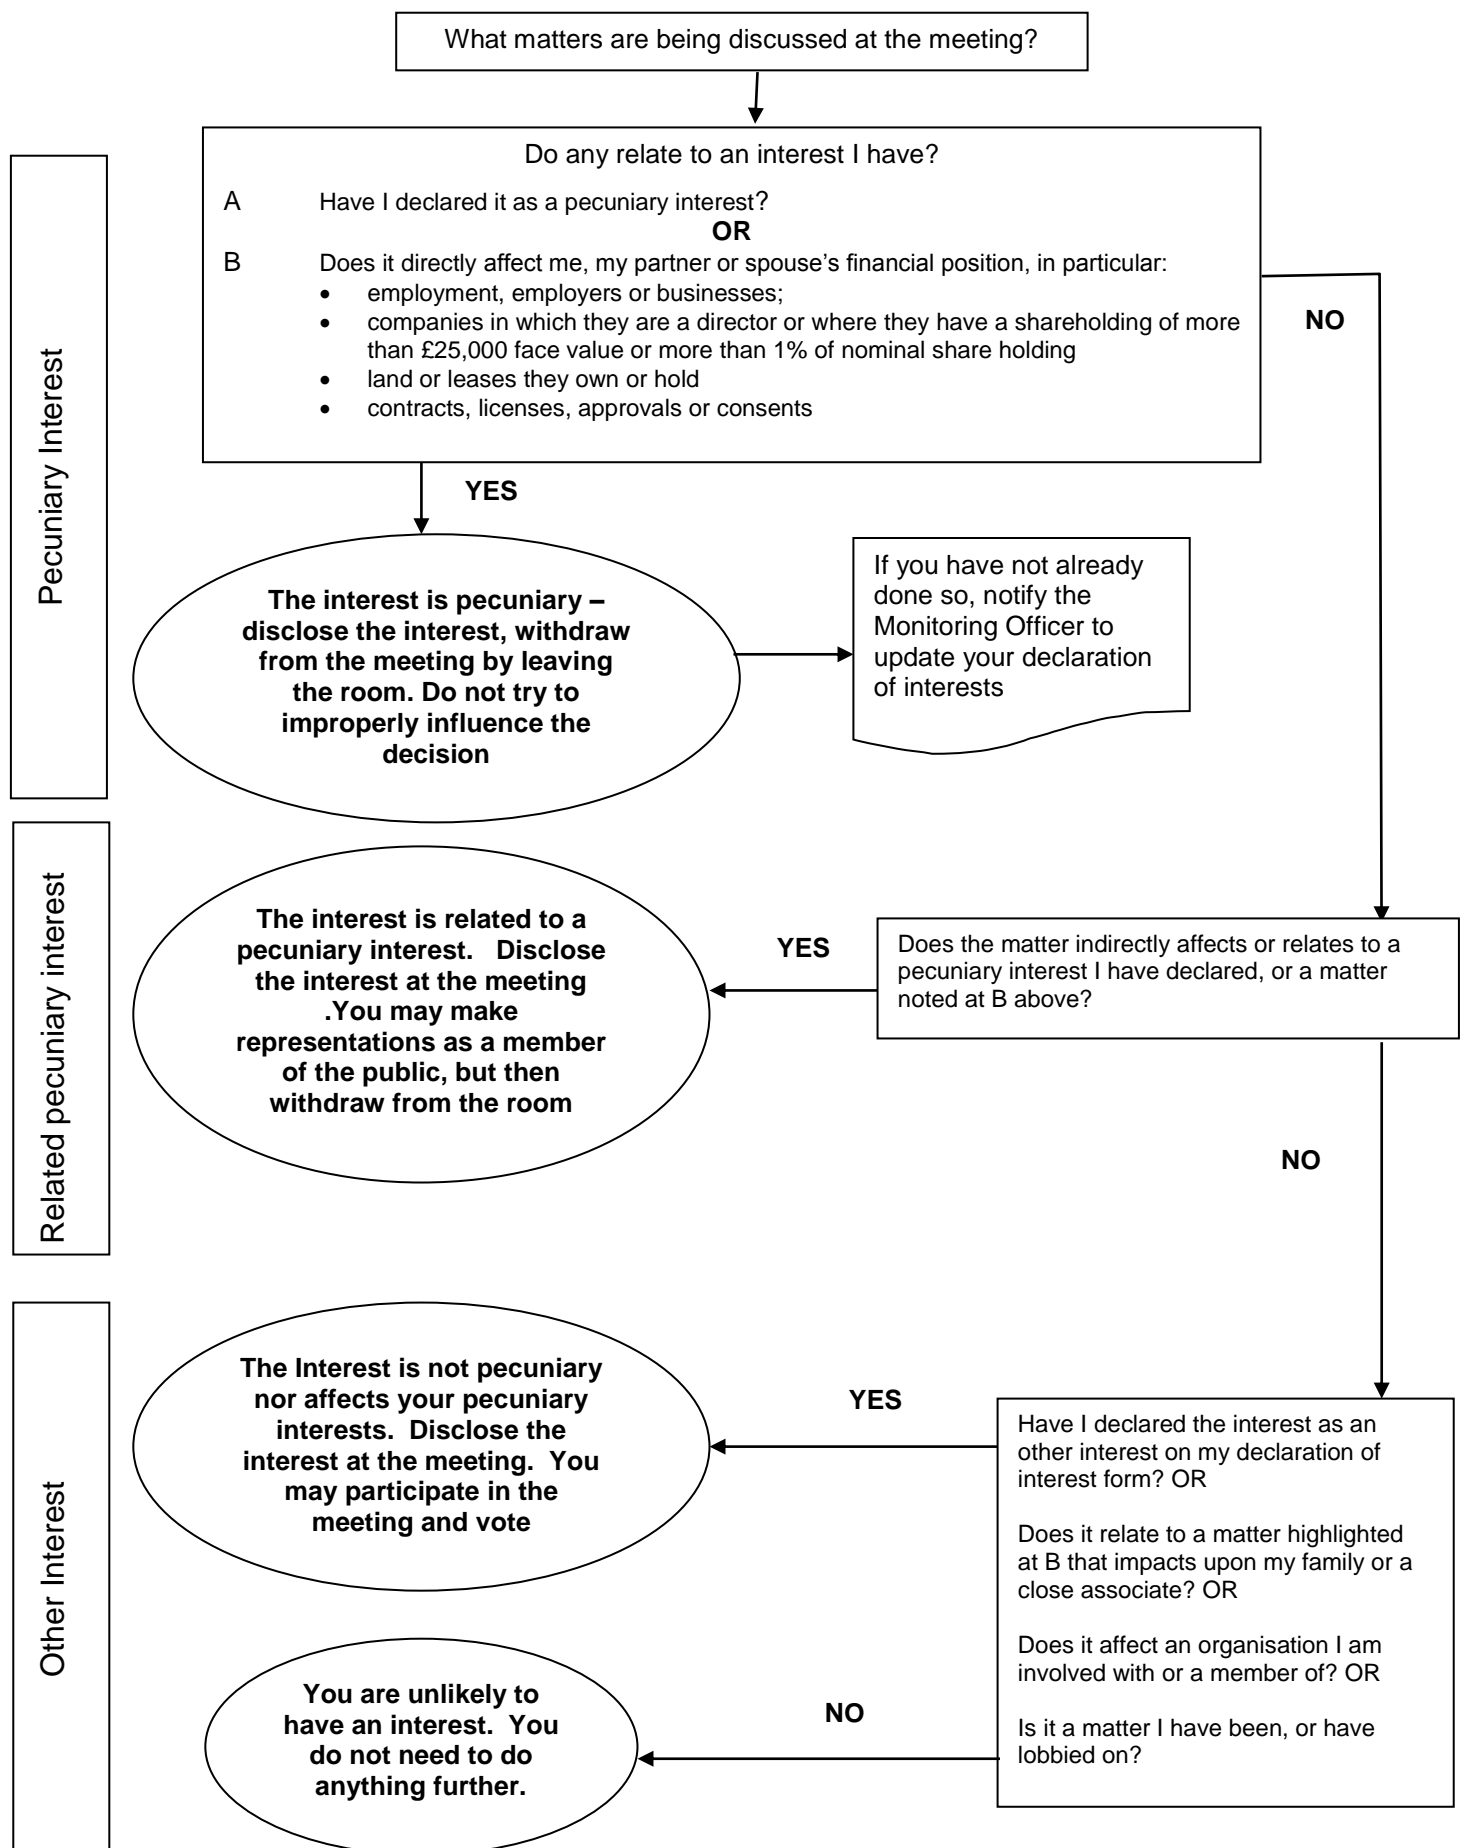 What matters are being discussed at the meeting?
Pecuniary Interest
Do any relate to an interest I have?
A Have I declared it as a pecuniary interest?
OR
B Does it directly affect me, my partner or spouse's financial position, in particular:
• employment, employers or businesses;
• companies in which they are a director or where they have a shareholding of more
than £25,000 face value or more than 1% of nominal share holding
• land or leases they own or hold
• contracts, licenses, approvals or consents
NO
YES
The interest is pecuniary –
disclose the interest, withdraw
from the meeting by leaving
the room. Do not try to
improperly influence the
decision
If you have not already
done so, notify the
Monitoring Officer to
update your declaration
of interests
Related pecuniary interest
The interest is related to a
pecuniary interest. Disclose
the interest at the meeting
.You may make
representations as a member
of the public, but then
withdraw from the room
YES
Does the matter indirectly affects or relates to a
pecuniary interest I have declared, or a matter
noted at B above?
NO
Other Interest
The Interest is not pecuniary
nor affects your pecuniary
interests. Disclose the
interest at the meeting. You
may participate in the
meeting and vote
YES
Have I declared the interest as an
other interest on my declaration of
interest form? OR
Does it relate to a matter highlighted
at B that impacts upon my family or a
close associate? OR
Does it affect an organisation I am
involved with or a member of? OR
Is it a matter I have been, or have
lobbied on?
NO
You are unlikely to
have an interest. You
do not need to do
anything further.